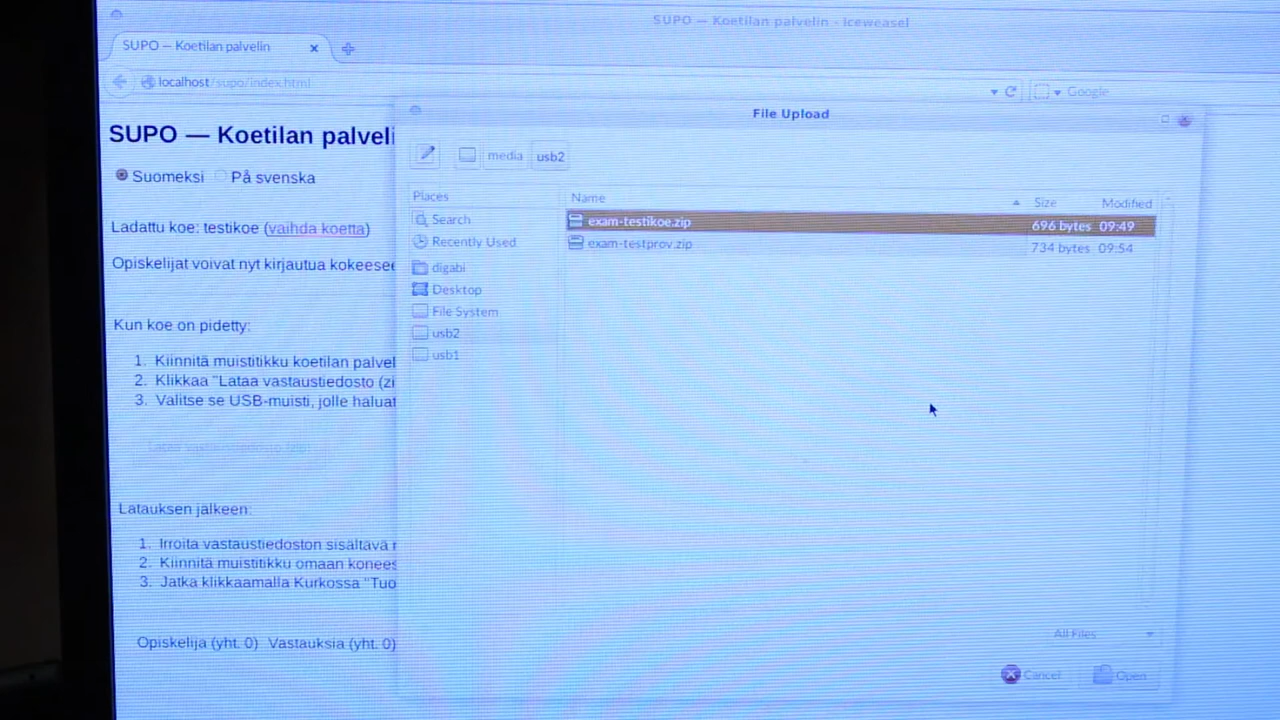 SUPO — Koetilan palvelin - Iceweasel
SUPO — Koetilan palvelin
localhost/supo/index.html
Google
SUPO — Koetilan palveli
Suomeksi
På svenska
Ladattu koe: testikoe (vaihda koetta)
Opiskelijat voivat nyt kirjautua kokeesee
Kun koe on pidetty:
1. Kiinnitä muistitikku koetilan palvel
2. Klikkaa "Lataa vastaustiedosto (zi
3. Valitse se USB-muisti, jolle haluat
Lataa vastaustiedosto (zip)
Latauksen jälkeen:
1. Irroita vastaustiedoston sisältävä r
2. Kiinnitä muistitikku omaan konees
3. Jatka klikkaamalla Kurkossa "Tuo
Opiskelija (yht. 0) Vastauksia (yht. 0)
File Upload
media
usb2
Places
Search
Recently Used
digabi
Desktop
File System
usb2
usb1
Name Size Modified
exam-testikoe.zip 696 bytes 09:49
exam-testprov.zip 734 bytes 09:54
All Files
Cancel
Open